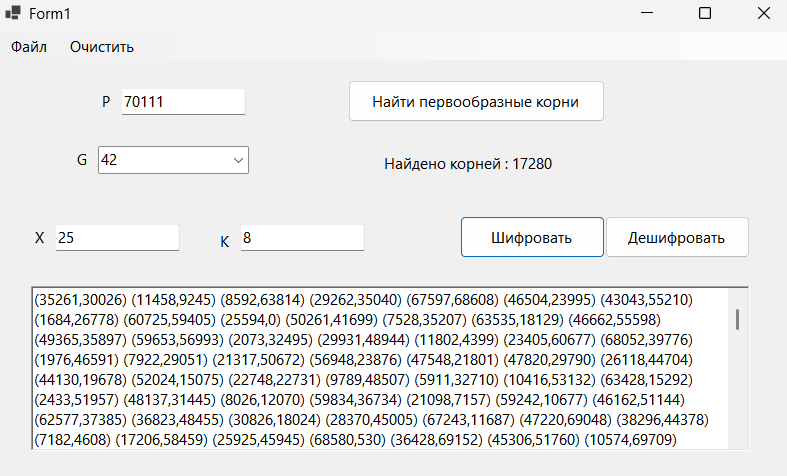 Form1
Файл Очистить
P 70111 Найти первообразные корни
G 42 Найдено корней : 17280
X 25 K 8 Шифровать Дешифровать
(35261,30026) (11458,9245) (8592,63814) (29262,35040) (67597,68608) (46504,23995) (43043,55210)
(1684,26778) (60725,59405) (25594,0) (50261,41699) (7528,35207) (63535,18129) (46662,55598)
(49365,35897) (59653,56993) (2073,32495) (29931,48944) (11802,4399) (23405,60677) (68052,39776)
(1976,46591) (7922,29051) (21317,50672) (56948,23876) (47548,21801) (47820,29790) (26118,44704)
(44130,19678) (52024,15075) (22748,22731) (9789,48507) (5911,32710) (10416,53132) (63428,15292)
(2433,51957) (48137,31445) (8026,12070) (59834,36734) (21098,7157) (59242,10677) (46162,51144)
(62577,37385) (36823,48455) (30826,18024) (28370,45005) (67243,11687) (47220,69048) (38296,44378)
(7182,4608) (17206,58459) (25925,45945) (68580,530) (36428,69152) (45306,51760) (10574,69709)